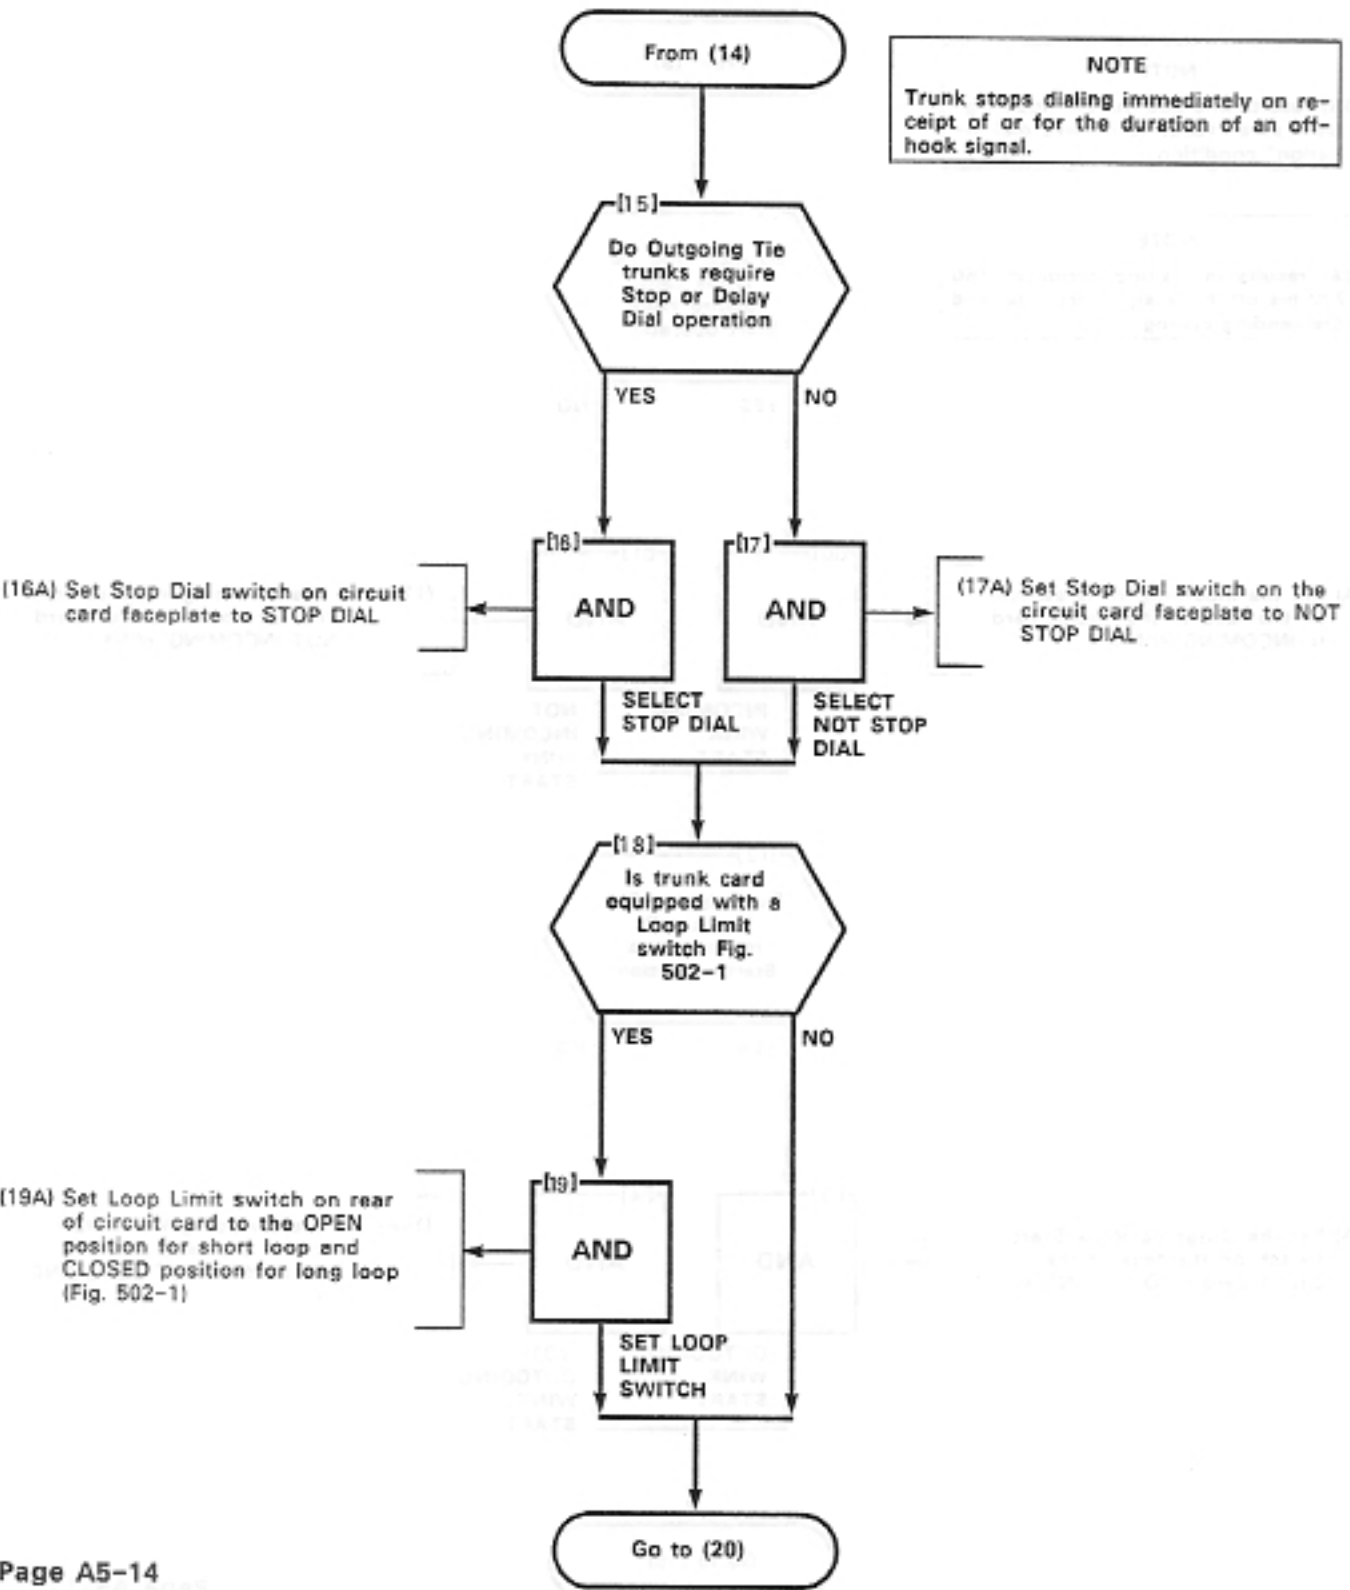 From (14)
NOTE
Trunk stops dialing immediately on re-
ceipt of or for the duration of an off-
hook signal.
[15]
Do Outgoing Tie
trunks require
Stop or Delay
Dial operation
YES
NO
[16]
AND
[17]
AND
(16A) Set Stop Dial switch on circuit
card faceplate to STOP DIAL
(17A) Set Stop Dial switch on the
circuit card faceplate to NOT
STOP DIAL
SELECT
STOP DIAL
SELECT
NOT STOP
DIAL
[18]
Is trunk card
equipped with a
Loop Limit
switch Fig.
502-1
YES
NO
[19]
AND
(19A) Set Loop Limit switch on rear
of circuit card to the OPEN
position for short loop and
CLOSED position for long loop
(Fig. 502-1)
SET LOOP
LIMIT
SWITCH
Go to (20)
Page A5-14